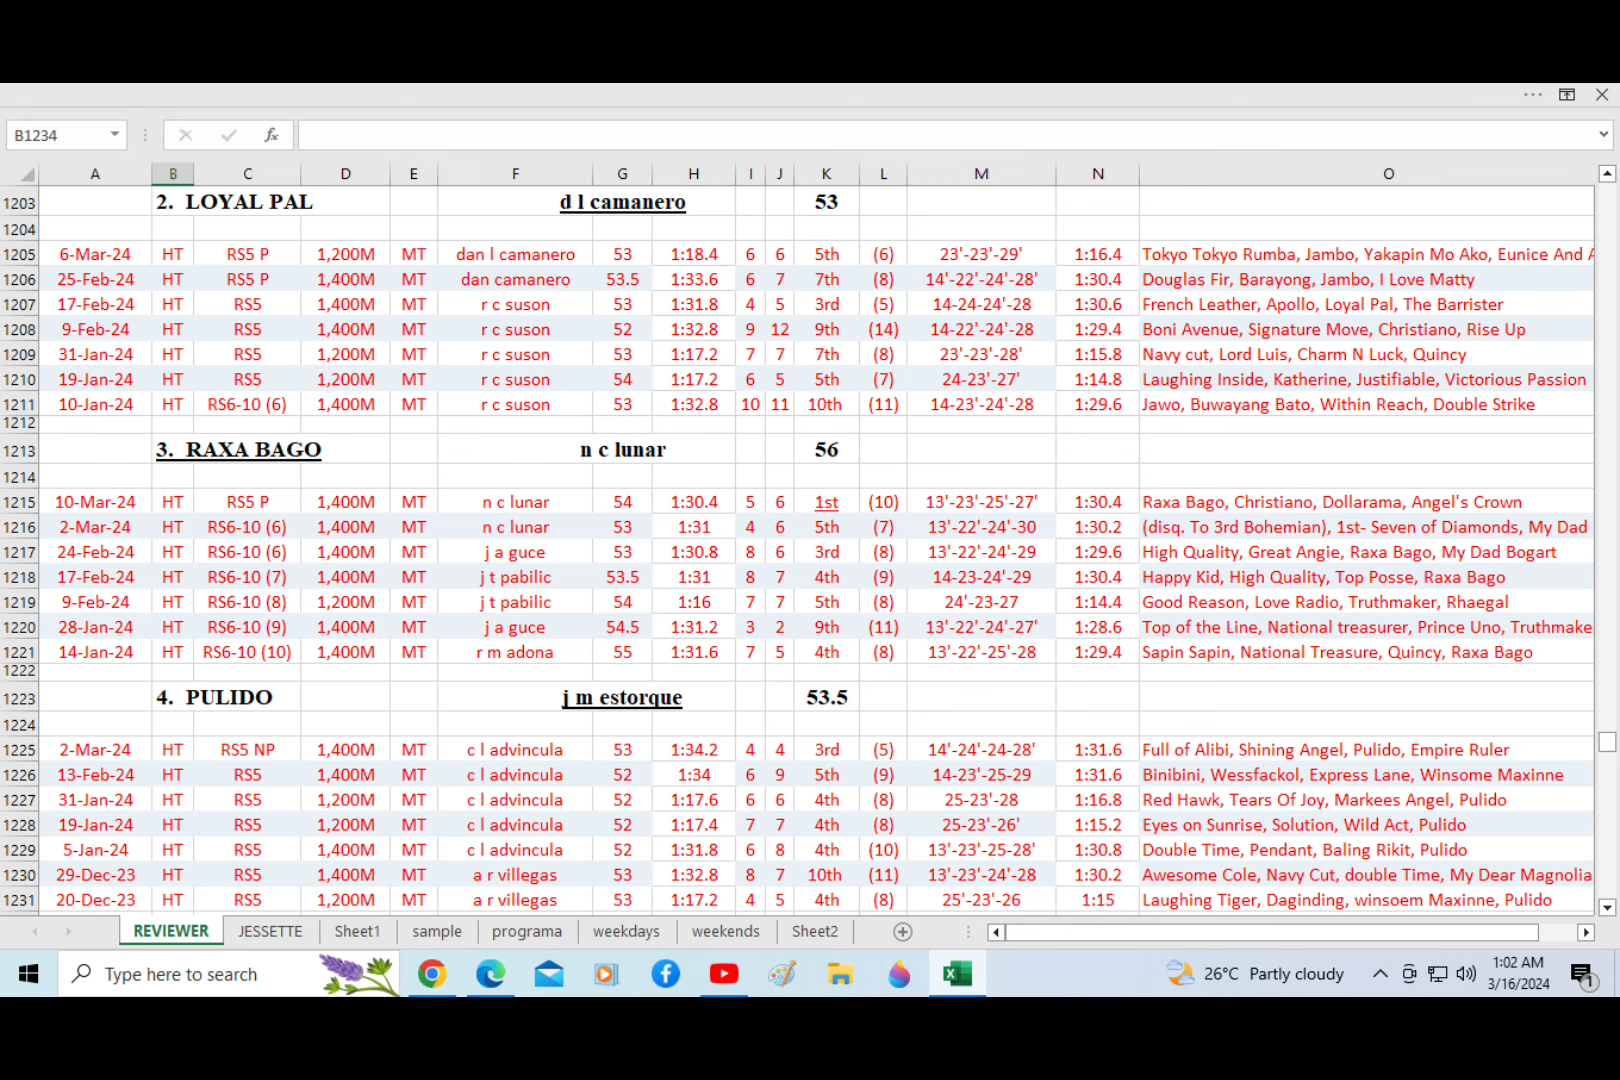 B1234 fx
A B C D E F G H I J K L M N O
1203 2. LOYAL PAL d l camanero 53
1204
1205 6-Mar-24 HT RS5 P 1,200M MT dan l camanero 53 1:18.4 6 6 5th (6) 23'-23'-29' 1:16.4 Tokyo Tokyo Rumba, Jambo, Yakapin Mo Ako, Eunice And A
1206 25-Feb-24 HT RS5 P 1,400M MT dan camanero 53.5 1:33.6 6 7 7th (8) 14'-22'-24'-28' 1:30.4 Douglas Fir, Barayong, Jambo, I Love Matty
1207 17-Feb-24 HT RS5 1,400M MT r c suson 53 1:31.8 4 5 3rd (5) 14-24-24'-28 1:30.6 French Leather, Apollo, Loyal Pal, The Barrister
1208 9-Feb-24 HT RS5 1,400M MT r c suson 52 1:32.8 9 12 9th (14) 14-22'-24'-28 1:29.4 Boni Avenue, Signature Move, Christiano, Rise Up
1209 31-Jan-24 HT RS5 1,200M MT r c suson 53 1:17.2 7 7 7th (8) 23'-23'-28' 1:15.8 Navy cut, Lord Luis, Charm N Luck, Quincy
1210 19-Jan-24 HT RS5 1,200M MT r c suson 54 1:17.2 6 5 5th (7) 24-23'-27' 1:14.8 Laughing Inside, Katherine, Justifiable, Victorious Passion
1211 10-Jan-24 HT RS6-10 (6) 1,400M MT r c suson 53 1:32.8 10 11 10th (11) 14-23'-24'-28 1:29.6 Jawo, Buwayang Bato, Within Reach, Double Strike
1212
1213 3. RAXA BAGO n c lunar 56
1214
1215 10-Mar-24 HT RS5 P 1,400M MT n c lunar 54 1:30.4 5 6 1st (10) 13'-23'-25'-27' 1:30.4 Raxa Bago, Christiano, Dollarama, Angel's Crown
1216 2-Mar-24 HT RS6-10 (6) 1,400M MT n c lunar 53 1:31 4 6 5th (7) 13'-22'-24'-30 1:30.2 (disq. To 3rd Bohemian), 1st- Seven of Diamonds, My Dad
1217 24-Feb-24 HT RS6-10 (6) 1,400M MT j a guce 53 1:30.8 8 6 3rd (8) 13'-22'-24'-29 1:29.6 High Quality, Great Angie, Raxa Bago, My Dad Bogart
1218 17-Feb-24 HT RS6-10 (7) 1,400M MT j t pabilic 53.5 1:31 8 7 4th (9) 14-23-24'-29 1:30.4 Happy Kid, High Quality, Top Posse, Raxa Bago
1219 9-Feb-24 HT RS6-10 (8) 1,200M MT j t pabilic 54 1:16 7 7 5th (8) 24'-23-27 1:14.4 Good Reason, Love Radio, Truthmaker, Rhaegal
1220 28-Jan-24 HT RS6-10 (9) 1,400M MT j a guce 54.5 1:31.2 3 2 9th (11) 13'-22'-24'-27' 1:28.6 Top of the Line, National treasurer, Prince Uno, Truthmake
1221 14-Jan-24 HT RS6-10 (10) 1,400M MT r m adona 55 1:31.6 7 5 4th (8) 13'-22'-25'-28 1:29.4 Sapin Sapin, National Treasure, Quincy, Raxa Bago
1222
1223 4. PULIDO j m estorque 53.5
1224
1225 2-Mar-24 HT RS5 NP 1,400M MT c l advincula 53 1:34.2 4 4 3rd (5) 14'-24'-24-28' 1:31.6 Full of Alibi, Shining Angel, Pulido, Empire Ruler
1226 13-Feb-24 HT RS5 1,400M MT c l advincula 52 1:34 6 9 5th (9) 14-23'-25-29 1:31.6 Binibini, Wessfackol, Express Lane, Winsome Maxinne
1227 31-Jan-24 HT RS5 1,200M MT c l advincula 52 1:17.6 6 6 4th (8) 25-23'-28 1:16.8 Red Hawk, Tears Of Joy, Markees Angel, Pulido
1228 19-Jan-24 HT RS5 1,200M MT c l advincula 52 1:17.4 7 7 4th (8) 25-23'-26' 1:15.2 Eyes on Sunrise, Solution, Wild Act, Pulido
1229 5-Jan-24 HT RS5 1,400M MT c l advincula 52 1:31.8 6 8 4th (10) 13'-23'-25-28' 1:30.8 Double Time, Pendant, Baling Rikit, Pulido
1230 29-Dec-23 HT RS5 1,400M MT a r villegas 53 1:32.8 8 7 10th (11) 13'-23'-24'-28 1:30.2 Awesome Cole, Navy Cut, double Time, My Dear Magnolia
1231 20-Dec-23 HT RS5 1,200M MT a r villegas 53 1:17.2 4 5 4th (8) 25'-23'-26 1:15 Laughing Tiger, Daginding, winsoem Maxinne, Pulido
REVIEWER JESSETTE Sheet1 sample programa weekdays weekends Sheet2
Type here to search 26°C Partly cloudy 1:02 AM
3/16/2024 1